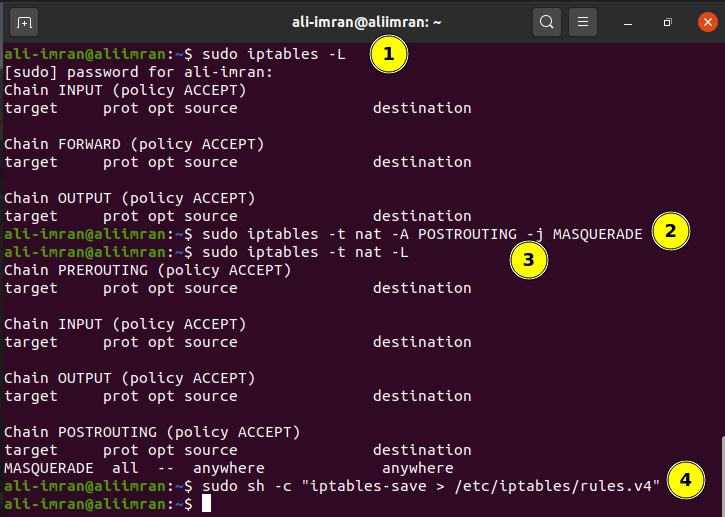 ali-imran@aliimran: ~
ali-imran@aliimran:~$ sudo iptables -L 1
[sudo] password for ali-imran:
Chain INPUT (policy ACCEPT)
target     prot opt source               destination

Chain FORWARD (policy ACCEPT)
target     prot opt source               destination

Chain OUTPUT (policy ACCEPT)
target     prot opt source               destination
ali-imran@aliimran:~$ sudo iptables -t nat -A POSTROUTING -j MASQUERADE 2
ali-imran@aliimran:~$ sudo iptables -t nat -L 3
Chain PREROUTING (policy ACCEPT)
target     prot opt source               destination

Chain INPUT (policy ACCEPT)
target     prot opt source               destination

Chain OUTPUT (policy ACCEPT)
target     prot opt source               destination

Chain POSTROUTING (policy ACCEPT)
target     prot opt source               destination
MASQUERADE  all  --  anywhere             anywhere
ali-imran@aliimran:~$ sudo sh -c "iptables-save > /etc/iptables/rules.v4" 4
ali-imran@aliimran:~$